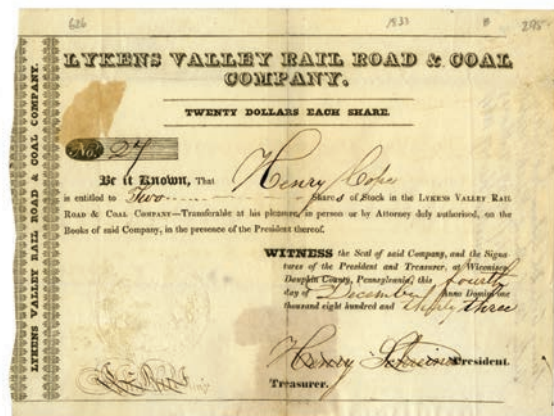 626 1833 B 295-
LYKENS VALLEY RAIL ROAD & COAL
COMPANY.
TWENTY DOLLARS EACH SHARE.
No. 27
Be it Known, That Henry Cope
is entitled to Two Shares of Stock in the LYKENS VALLEY RAIL
ROAD & COAL COMPANY—Transferable at his pleasure, in person or by Attorney duly authorised, on the
Books of said Company, in the presence of the President thereof.
WITNESS the Seal of said Company, and the Signa-
tures of the President and Treasurer, at Wiconisco,
Dauphin County, Pennsylvania, this fourth
day of December Anno Domini one
thousand eight hundred and thirty three
Henry President.
Treasurer.
LYKENS VALLEY RAIL ROAD & COAL COMPANY.